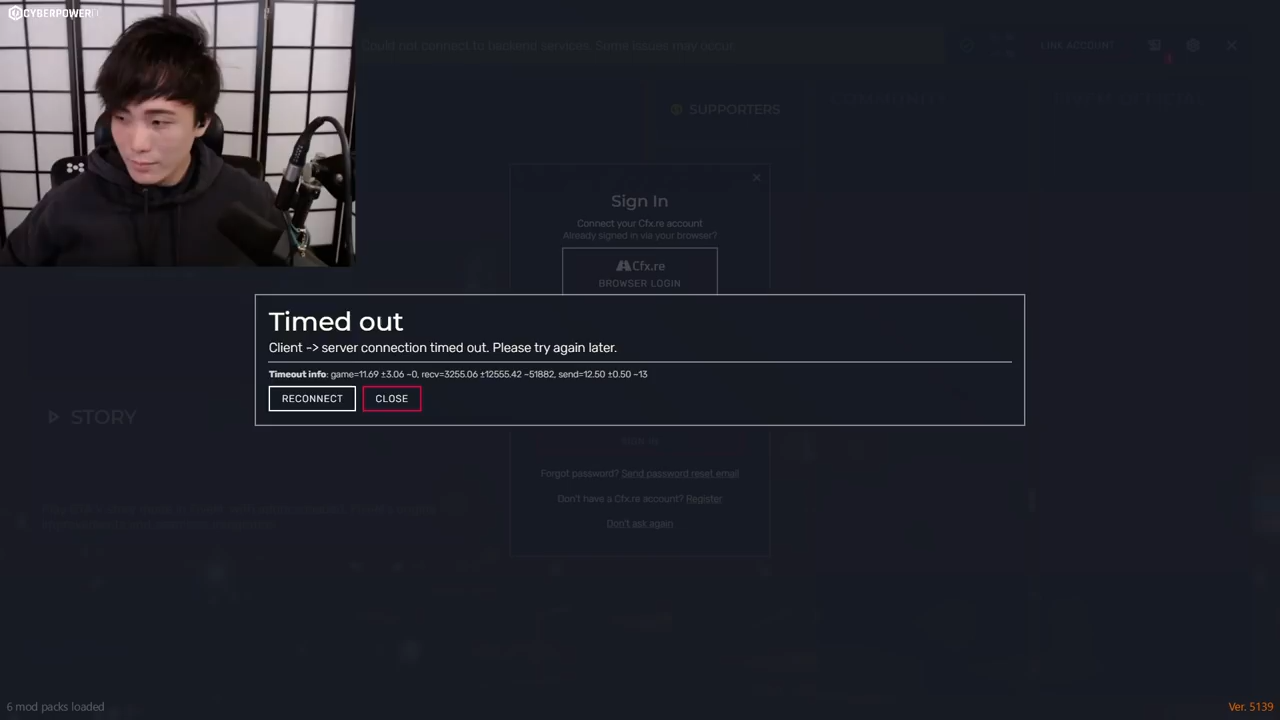 CYBERPOWER
Could not connect to backend services. Some issues may occur.
LINK ACCOUNT
SUPPORTERS
Sign In
Connect your Cfx.re account
Already signed in via your browser?
Cfx.re
BROWSER LOGIN
Timed out
Client -> server connection timed out. Please try again later.
Timeout info: game=11.69 ±3.06 ~0, recv=3255.06 ±12555.42 ~51882, send=12.50 ±0.50 ~13
RECONNECT
CLOSE
STORY
SIGN IN
Forgot password? Send password reset email
Don't have a Cfx.re account? Register
Don't ask again
6 mod packs loaded
Ver. 5139